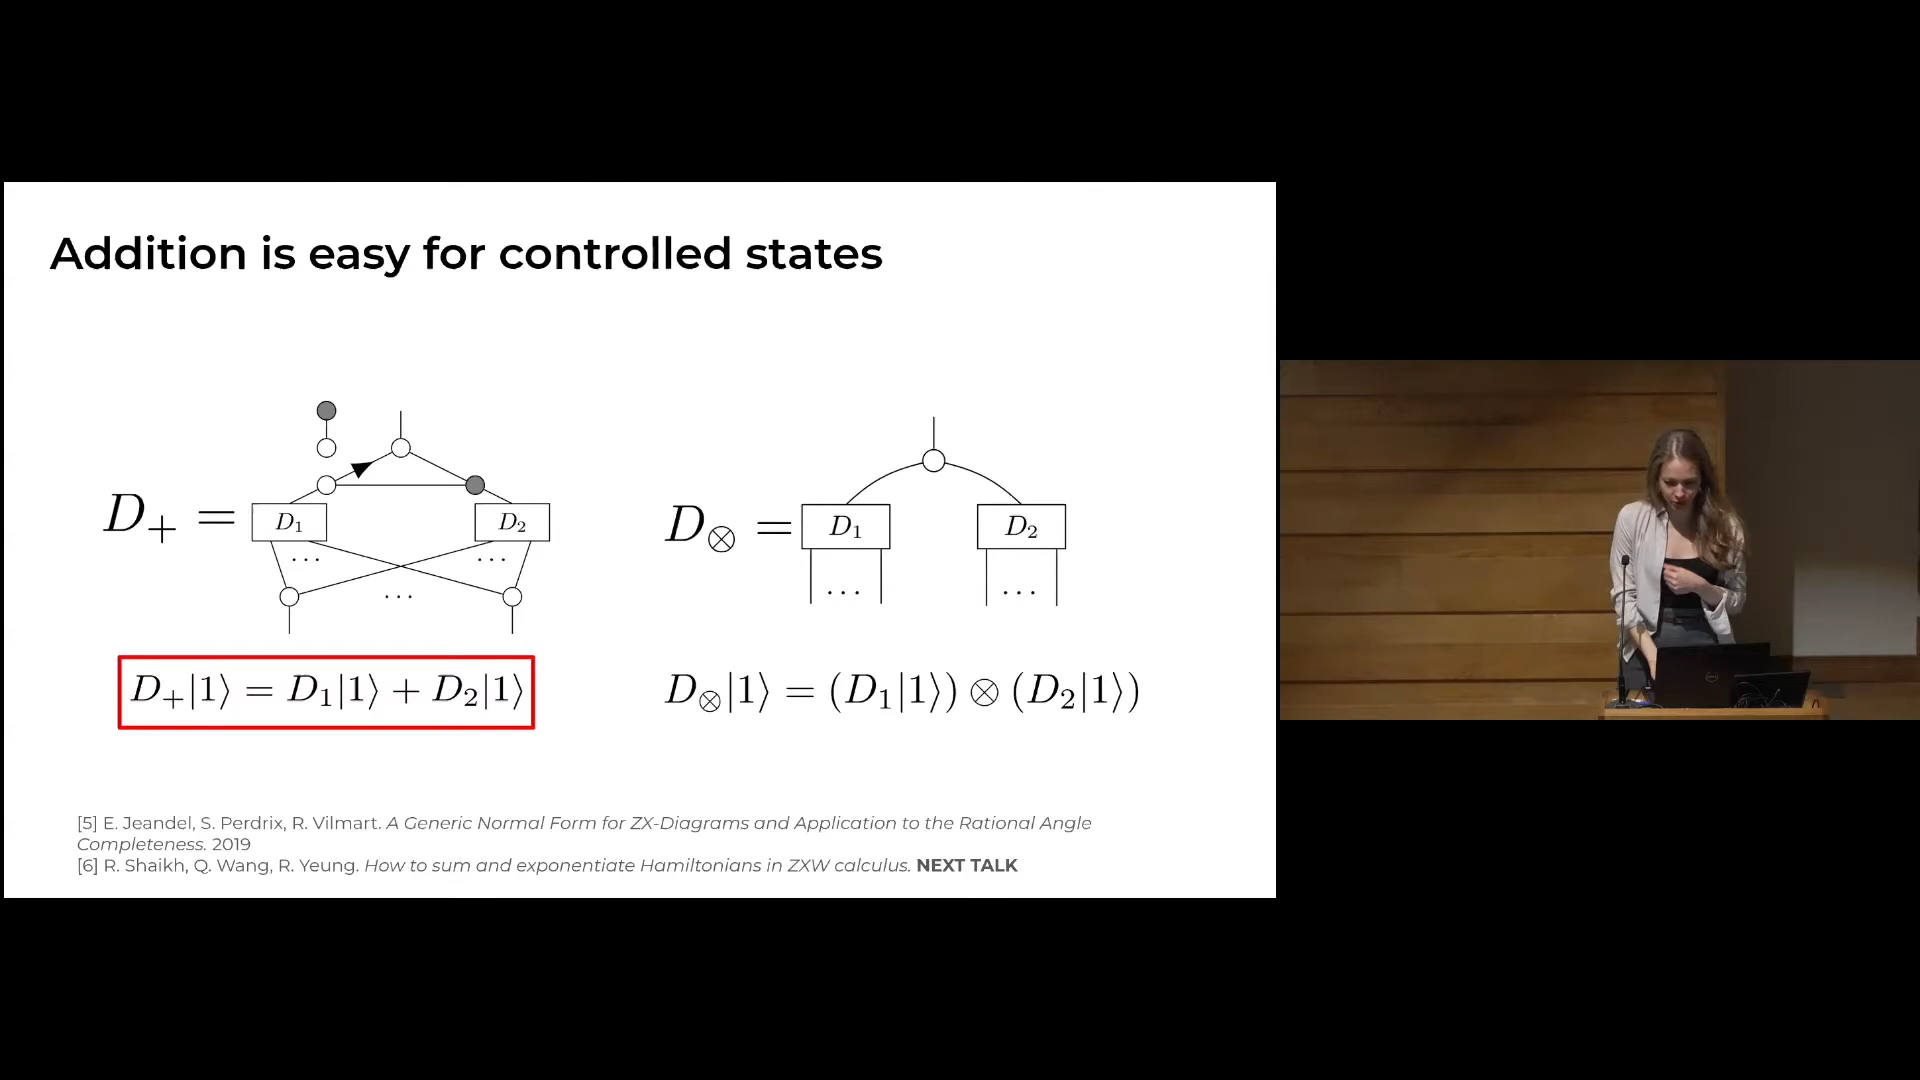 Addition is easy for controlled states
D₊ =
D₁
D₂
...
...
...
D⊗ =
D₁
D₂
...
...
D₊|1⟩ = D₁|1⟩ + D₂|1⟩
D⊗|1⟩ = (D₁|1⟩) ⊗ (D₂|1⟩)
[5] E. Jeandel, S. Perdrix, R. Vilmart. A Generic Normal Form for ZX-Diagrams and Application to the Rational Angle
Completeness. 2019
[6] R. Shaikh, Q. Wang, R. Yeung. How to sum and exponentiate Hamiltonians in ZXW calculus. NEXT TALK